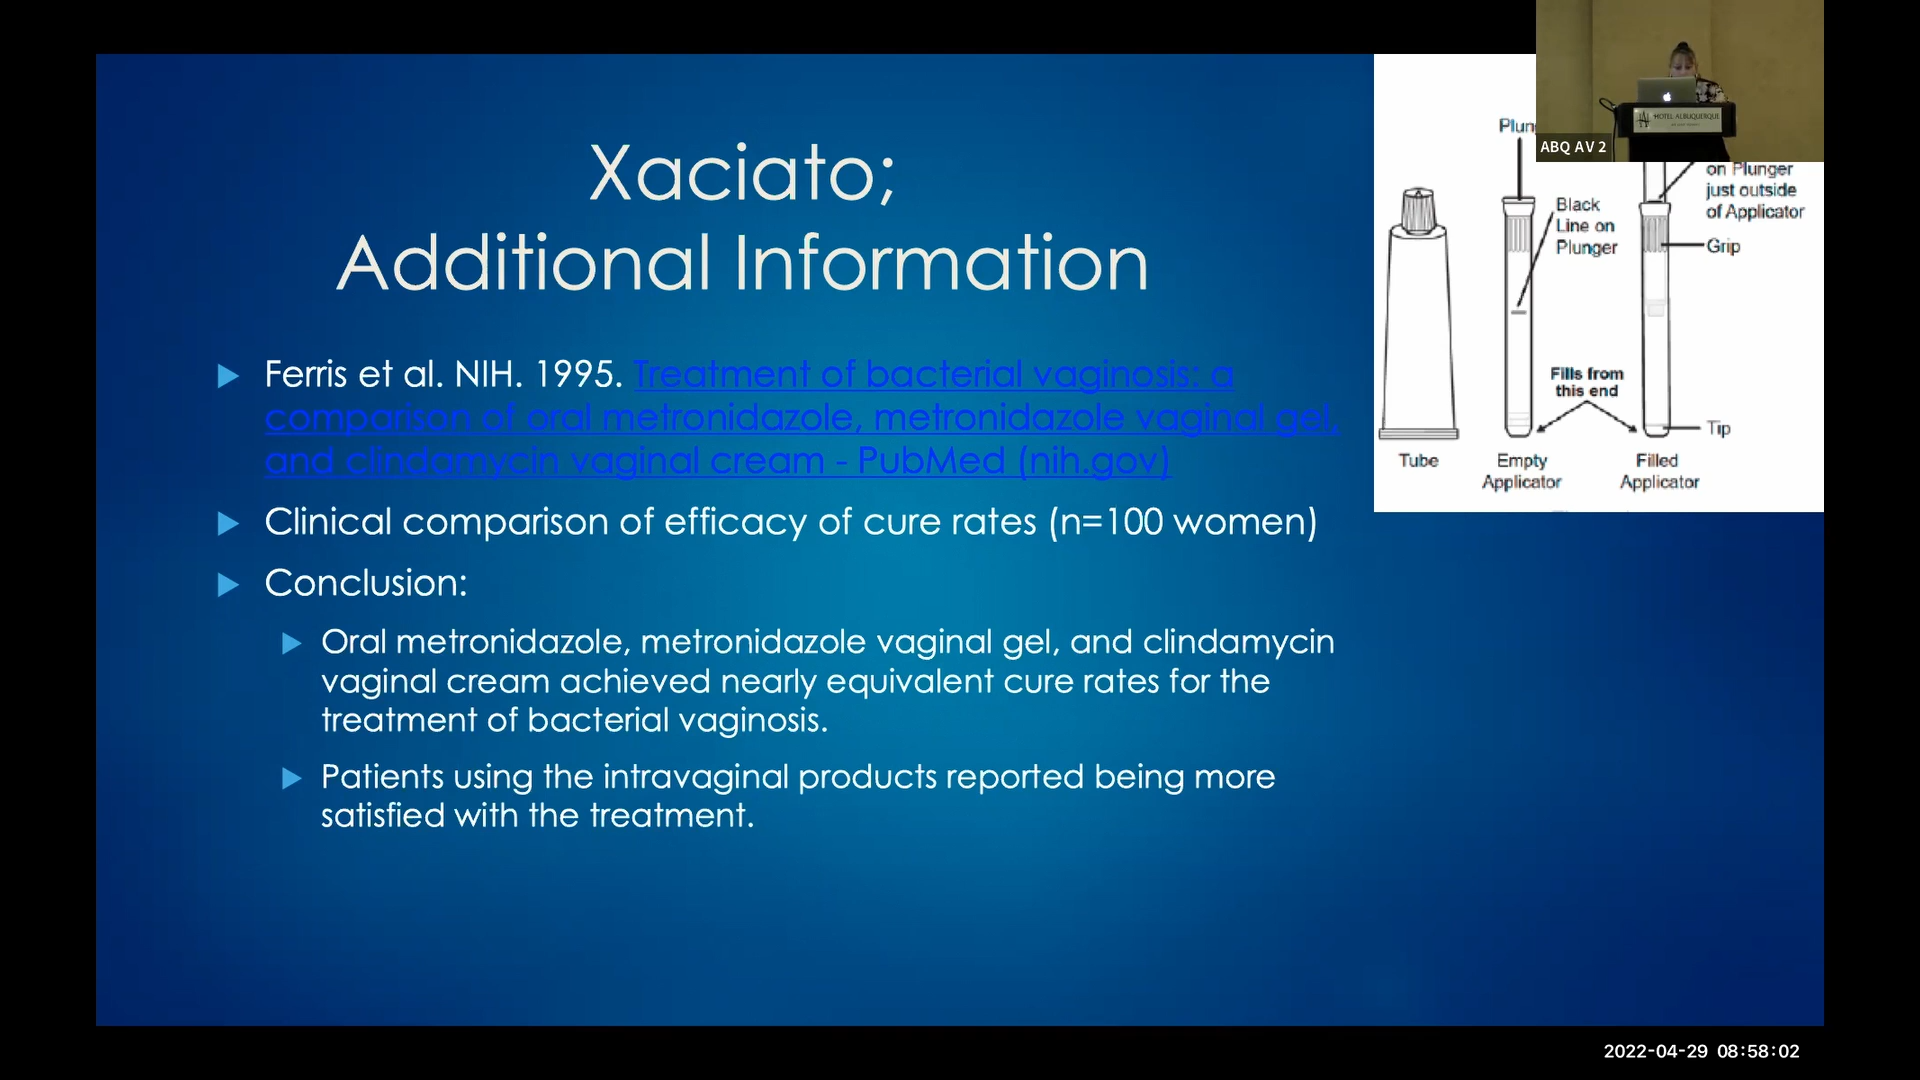 Xaciato;
Additional Information
Ferris et al. NIH. 1995. Treatment of bacterial vaginosis: a
comparison of oral metronidazole, metronidazole vaginal gel,
and clindamycin vaginal cream - PubMed (nih.gov)
Clinical comparison of efficacy of cure rates (n=100 women)
Conclusion:
Oral metronidazole, metronidazole vaginal gel, and clindamycin
vaginal cream achieved nearly equivalent cure rates for the
treatment of bacterial vaginosis.
Patients using the intravaginal products reported being more
satisfied with the treatment.
Black
Line on
Plunger
on Plunger
just outside
of Applicator
Grip
Fills from
this end
Tip
Tube
Empty
Applicator
Filled
Applicator
HOTEL ALBUQUERQUE
ABQ AV 2
2022-04-29 08:58:02